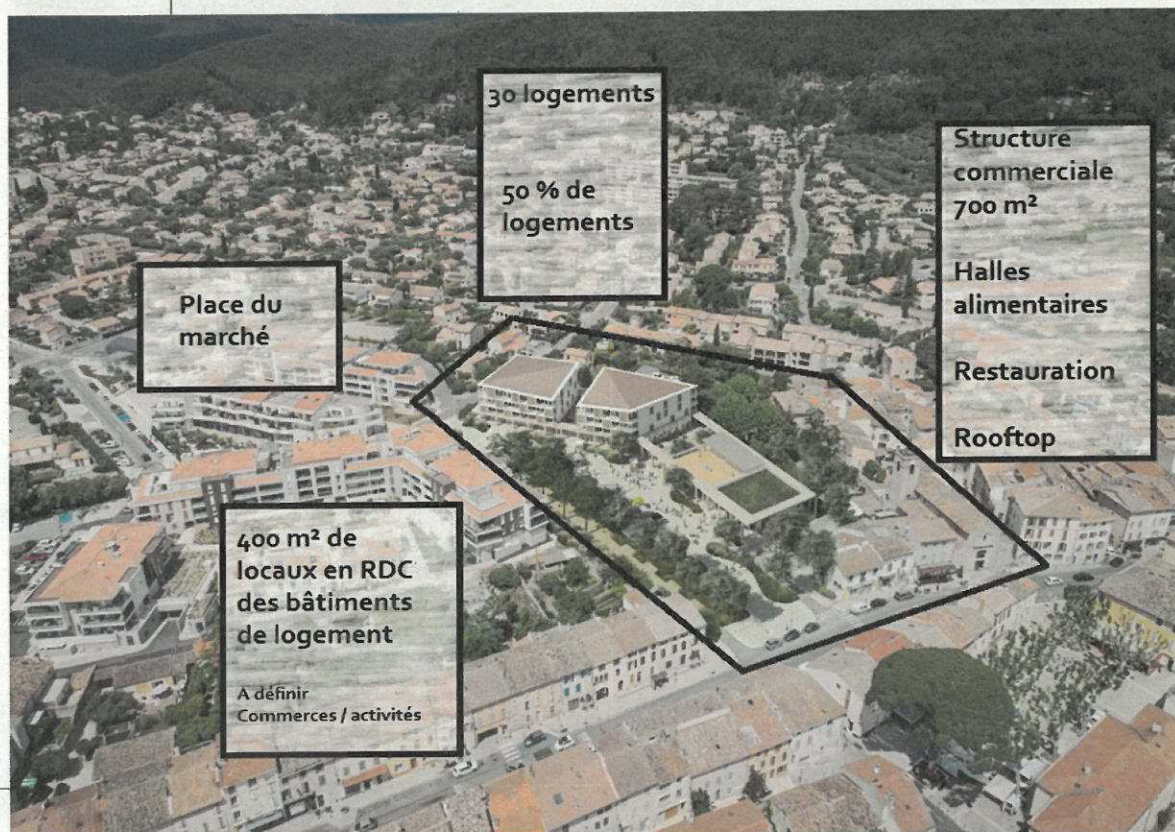 30 logements
50 % de
logements
Structure
commerciale
700 m²
Halles
alimentaires
Restauration
Rooftop
Place du
marché
400 m² de
locaux en RDC
des bâtiments
de logement
A définir
Commerces / activités